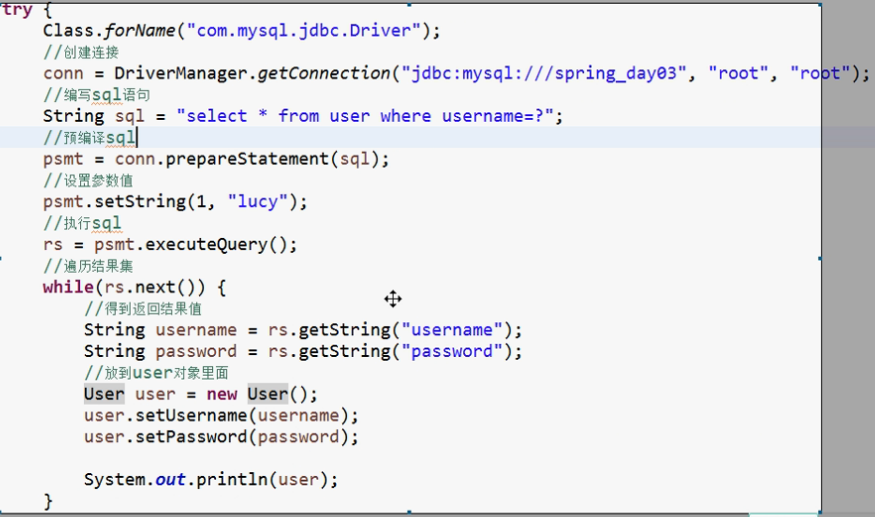 try {
Class.forName("com.mysql.jdbc.Driver");
//创建连接
conn = DriverManager.getConnection("jdbc:mysql:///spring_day03", "root", "root");
//编写sql语句
String sql = "select * from user where username=?";
//预编译sql
psmt = conn.prepareStatement(sql);
//设置参数值
psmt.setString(1, "lucy");
//执行sql
rs = psmt.executeQuery();
//遍历结果集
while(rs.next()) {
//得到返回结果值
String username = rs.getString("username");
String password = rs.getString("password");
//放到user对象里面
User user = new User();
user.setUsername(username);
user.setPassword(password);
System.out.println(user);
}